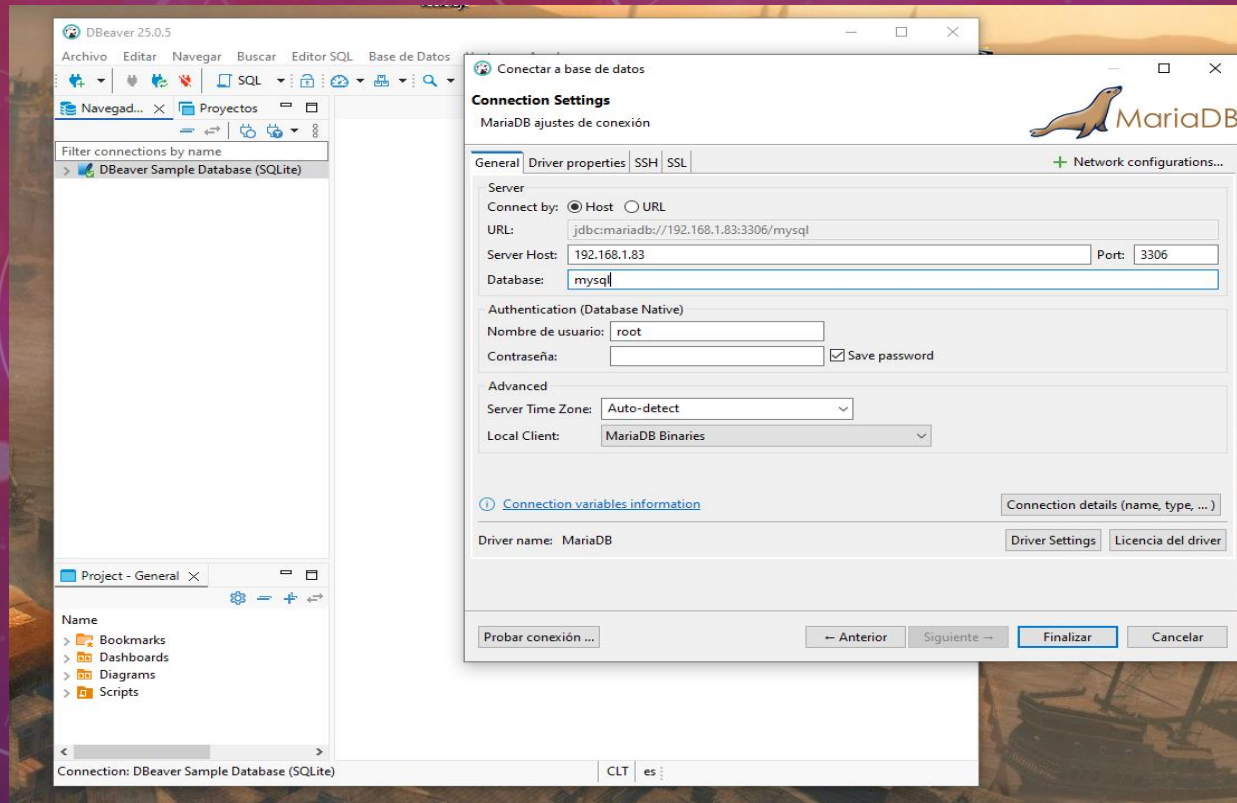 DBeaver 25.0.5
Archivo Editar Navegar Buscar Editor SQL Base de Datos
SQL
Navegad... Proyectos
Filter connections by name
DBeaver Sample Database (SQLite)
Project - General
Name
Bookmarks
Dashboards
Diagrams
Scripts
Connection: DBeaver Sample Database (SQLite)
CLT es
Conectar a base de datos
Connection Settings
MariaDB ajustes de conexión
MariaDB
General Driver properties SSH SSL
Network configurations...
Server
Connect by: Host URL
URL: jdbc:mariadb://192.168.1.83:3306/mysql
Server Host: 192.168.1.83 Port: 3306
Database: mysql
Authentication (Database Native)
Nombre de usuario: root
Contraseña: Save password
Advanced
Server Time Zone: Auto-detect
Local Client: MariaDB Binaries
Connection variables information
Connection details (name, type, ... )
Driver name: MariaDB
Driver Settings Licencia del driver
Probar conexión ... ← Anterior Siguiente → Finalizar Cancelar